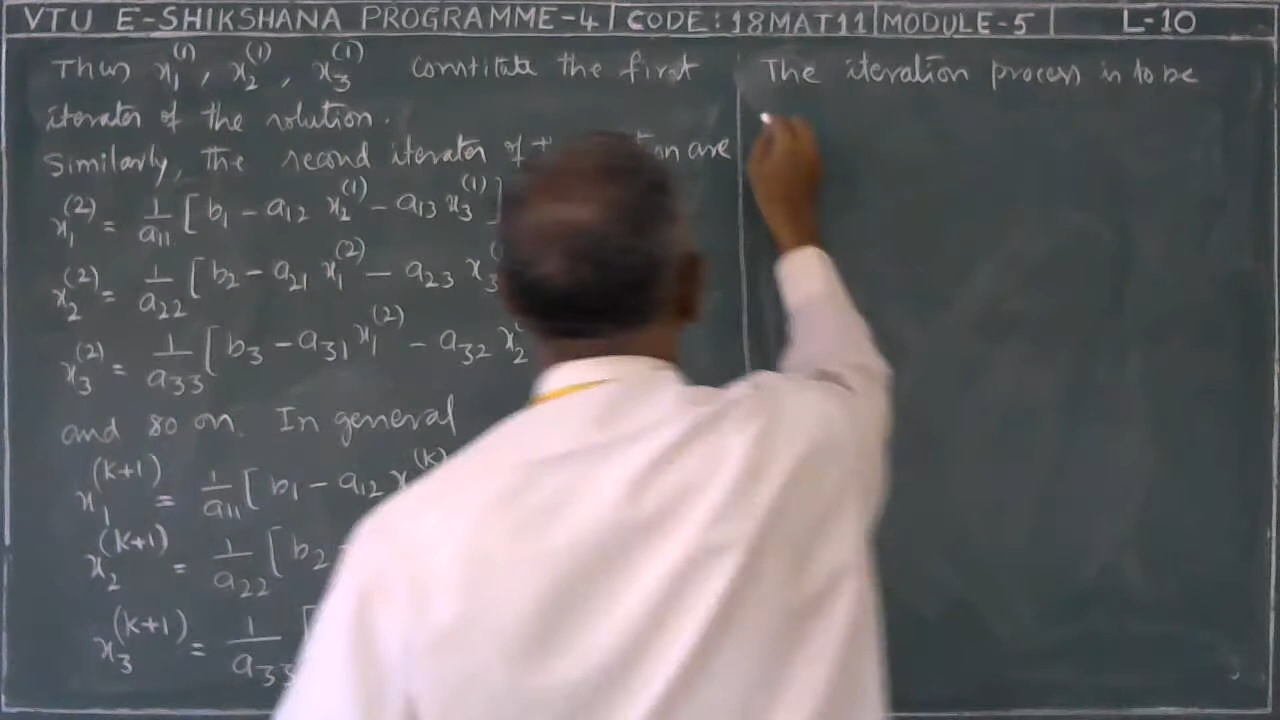 VTU E-SHIKSHANA PROGRAMME-4 | CODE: 18MAT11 | MODULE-5 | L-10
Thus x₁⁽¹⁾, x₂⁽¹⁾, x₃⁽¹⁾ constitute the first
iterates of the solution.
Similarly, the second iterates of are
x₁⁽²⁾ = 1/a₁₁ [b₁ - a₁₂ x₂⁽¹⁾ - a₁₃ x₃⁽¹⁾]
x₂⁽²⁾ = 1/a₂₂ [b₂ - a₂₁ x₁⁽²⁾ - a₂₃ x₃
x₃⁽²⁾ = 1/a₃₃ [b₃ - a₃₁ x₁⁽²⁾ - a₃₂ x₂
and so on. In general
x₁⁽ᵏ⁺¹⁾ = 1/a₁₁ [b₁ - a₁₂ x
x₂⁽ᵏ⁺¹⁾ = 1/a₂₂ [b₂ -
x₃⁽ᵏ⁺¹⁾ = 1/a₃₃ [
The iteration process is to be